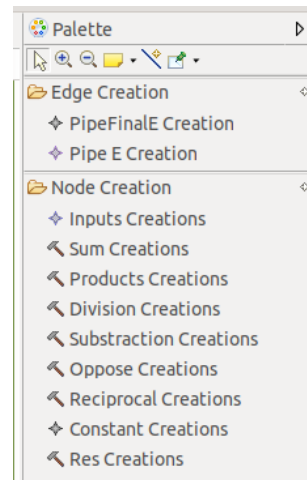 Palette
Edge Creation
PipeFinalE Creation
Pipe E Creation
Node Creation
Inputs Creations
Sum Creations
Products Creations
Division Creations
Substraction Creations
Oppose Creations
Reciprocal Creations
Constant Creations
Res Creations